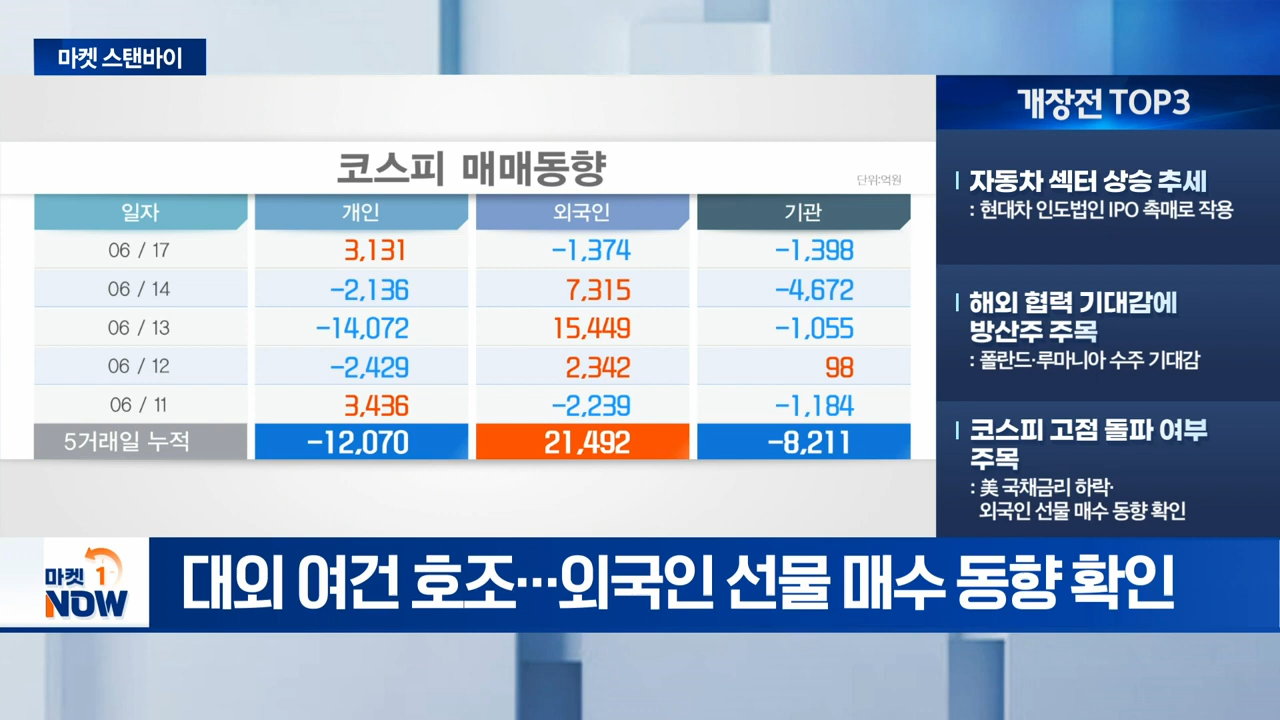 마켓 스탠바이
코스피 매매동향
단위:억원
일자 개인 외국인 기관
06 / 17 3,131 -1,374 -1,398
06 / 14 -2,136 7,315 -4,672
06 / 13 -14,072 15,449 -1,055
06 / 12 -2,429 2,342 98
06 / 11 3,436 -2,239 -1,184
5거래일 누적 -12,070 21,492 -8,211
개장전 TOP3
자동차 섹터 상승 추세
: 현대차 인도법인 IPO 촉매로 작용
해외 협력 기대감에
방산주 주목
: 폴란드·루마니아 수주 기대감
코스피 고점 돌파 여부
주목
: 美 국채금리 하락·
외국인 선물 매수 동향 확인
마켓 1
NOW
대외 여건 호조…외국인 선물 매수 동향 확인